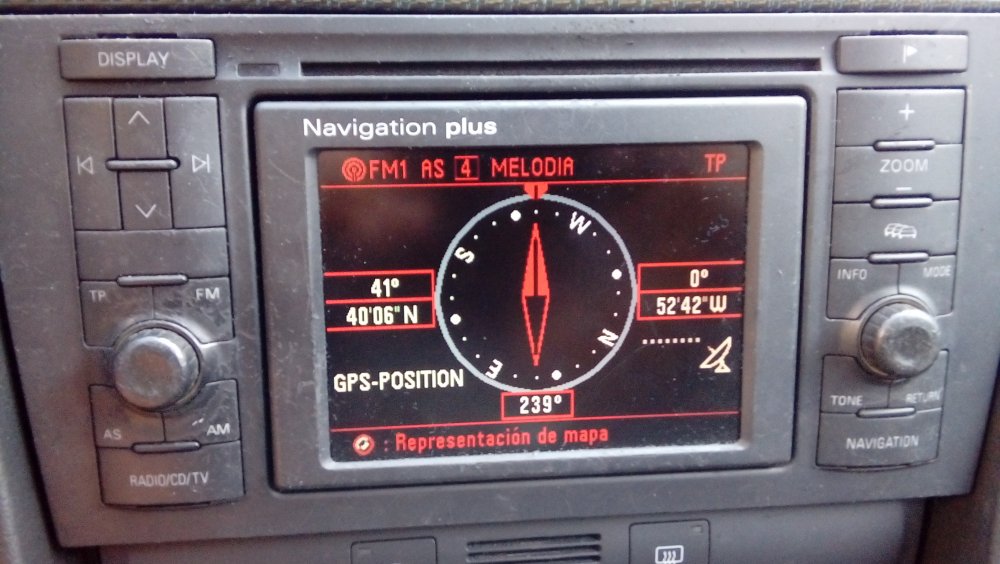 DISPLAY
Navigation plus
FM1 AS 4 MELODIA TP
+
ZOOM
−
INFO MODE
TONE RETURN
NAVIGATION
TP FM
AS AM
RADIO/CD/TV
S W N E
41°
40'06"N
0°
52'42"W
GPS-POSITION
239°
: Representación de mapa